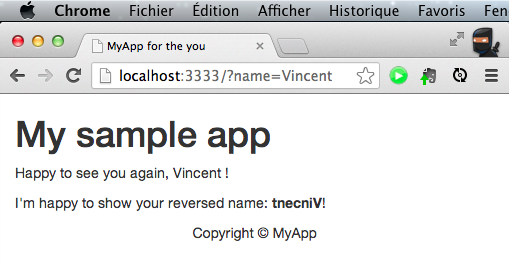 Chrome Fichier Édition Afficher Historique Favoris Fen
MyApp for the you
localhost:3333/?name=Vincent
My sample app
Happy to see you again, Vincent !
I'm happy to show your reversed name: tnecniV!
Copyright © MyApp